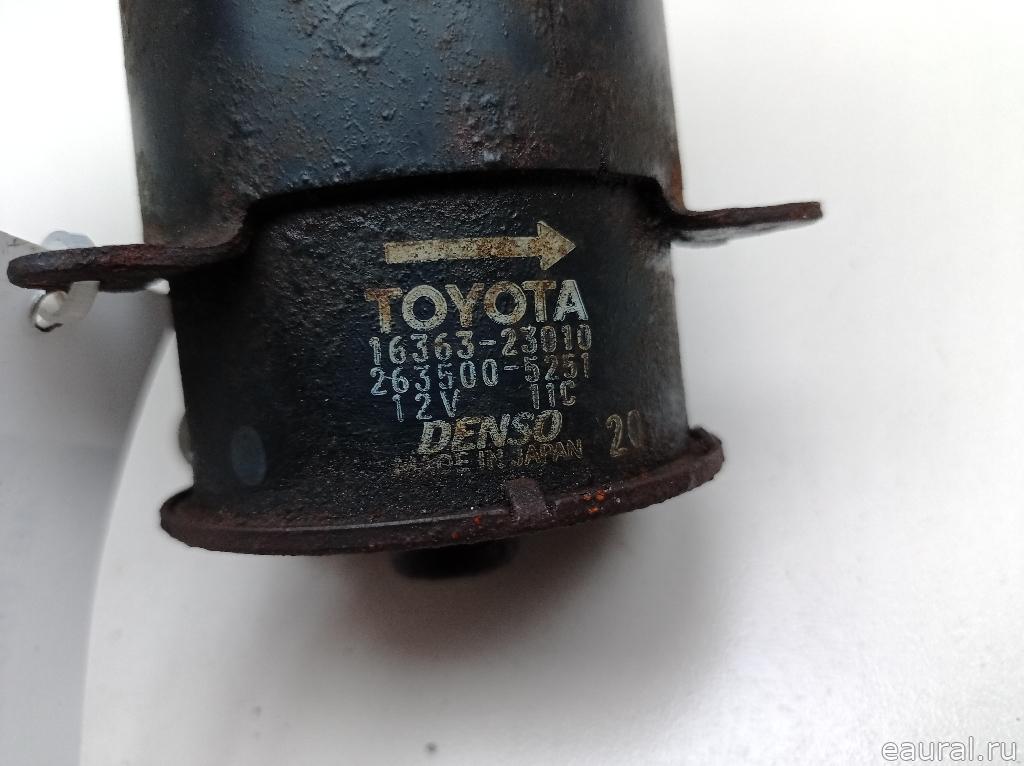 TOYOTA
16363-23010
263500-5251
12V 11C
DENSO
MADE IN JAPAN 20
eaural.ru